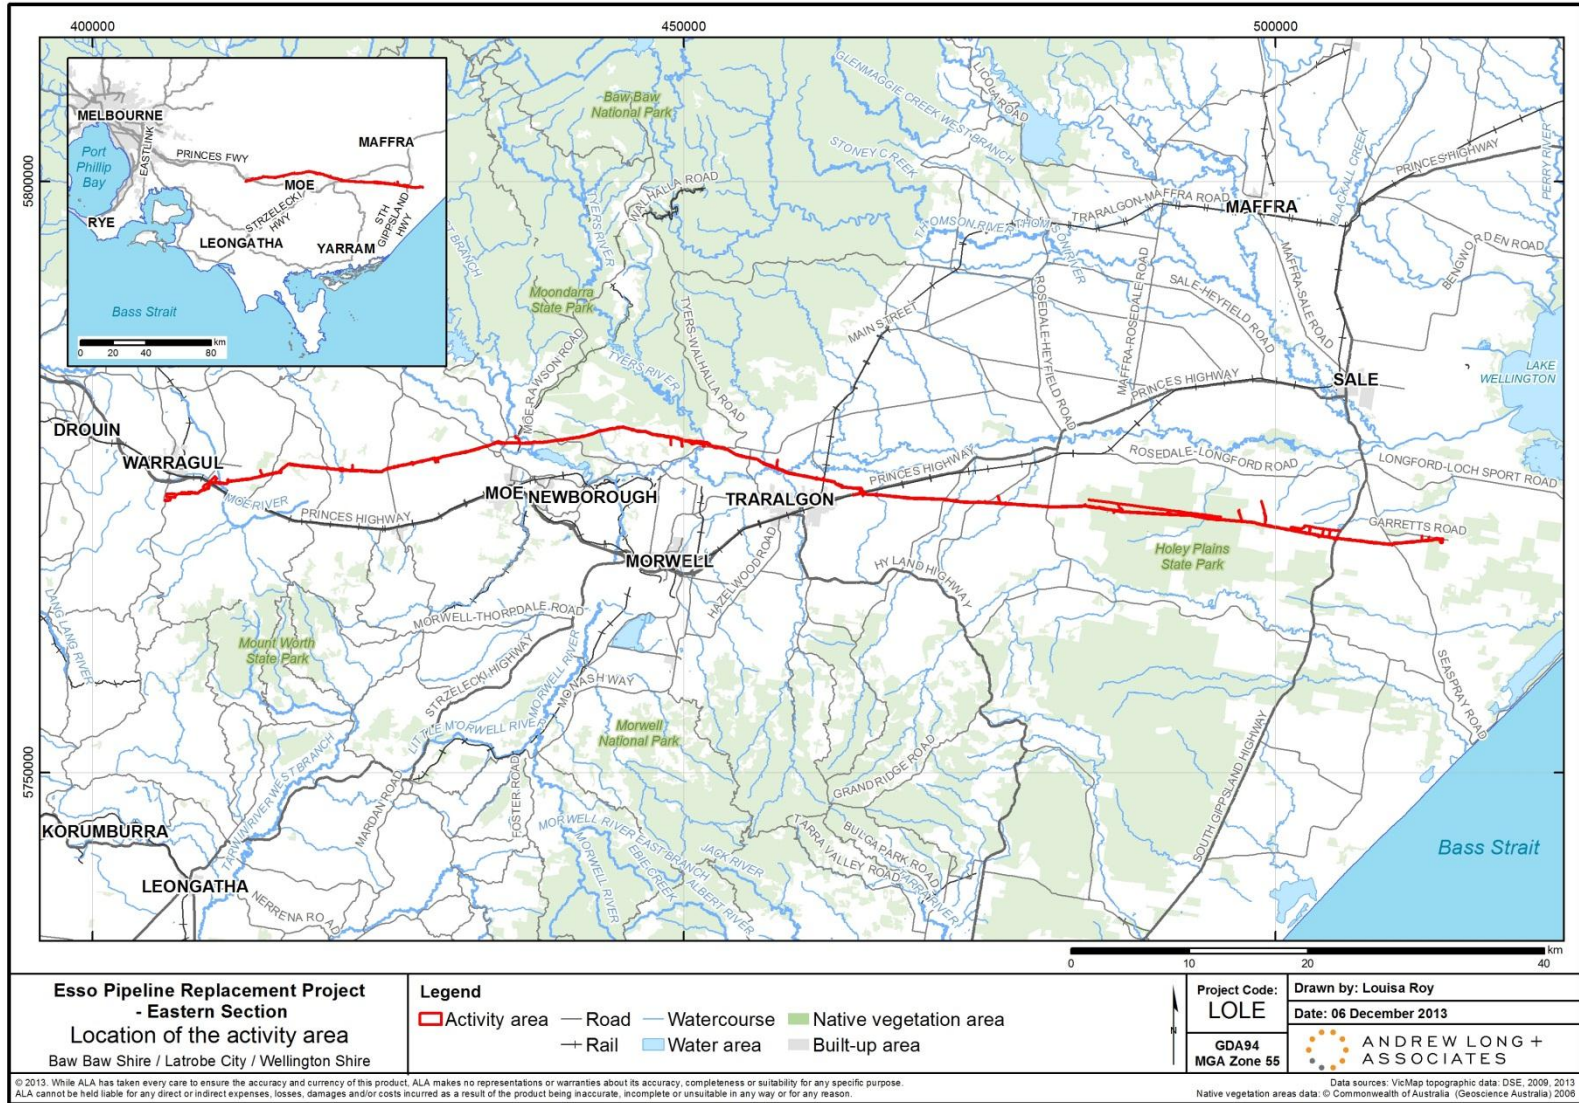 400000
450000
500000
5800000
5750000
MELBOURNE
EASTLINK
Port
Phillip
Bay
PRINCES FWY
MAFFRA
MOE
STRZELECKI
HWY
STH
GIPPSLAND
HWY
RYE
LEONGATHA
YARRAM
Bass Strait
0 20 40 80
km
Baw Baw
National Park
GLENMAGGIE CREEK WEST BRANCH
LICOLA ROAD
STONEY CREEK
BLACKALL CREEK
PRINCES HIGHWAY
PERRY RIVER
WALHALLA ROAD
TYERS RIVER
TRARALGON-MAFFRA ROAD
MAFFRA
THOMSON RIVER
BENGWORDEN ROAD
Moondarra
State Park
ROSEDALE-HEYFIELD ROAD
MAFFRA-ROSEDALE ROAD
SALE-HEYFIELD ROAD
MAFFRA-SALE ROAD
MAIN STREET
TYERS-WALHALLA ROAD
TYERS RIVER
MOE-RAWSON ROAD
PRINCES HIGHWAY
SALE
LAKE
WELLINGTON
DROUIN
WARRAGUL
MOE RIVER
PRINCES HIGHWAY
MOE
NEWBOROUGH
TRARALGON
PRINCES HIGHWAY
ROSEDALE-LONGFORD ROAD
LONGFORD-LOCH SPORT ROAD
GARRETTS ROAD
Holey Plains
State Park
MORWELL
HAZELWOOD ROAD
HYLAND HIGHWAY
LANG LANG RIVER
MORWELL-THORPDALE ROAD
Mount Worth
State Park
STRZELECKI HIGHWAY
MORWELL RIVER
MONASH WAY
LITTLE MORWELL RIVER
SEASPRAY ROAD
Morwell
National Park
TARWIN RIVER WEST BRANCH
GRAND RIDGE ROAD
SOUTH GIPPSLAND HIGHWAY
MARDAN ROAD
FOSTER ROAD
KORUMBURRA
MORWELL RIVER
EAST BRANCH
JACK RIVER
BULGA PARK ROAD
TARRA VALLEY ROAD
TARRA RIVER
ALBERT RIVER
MORWELL RIVER
LEONGATHA
NERRENA ROAD
Bass Strait
km
0 10 20 40
Esso Pipeline Replacement Project
- Eastern Section
Location of the activity area
Baw Baw Shire / Latrobe City / Wellington Shire
Legend
Activity area
Road
Watercourse
Native vegetation area
Rail
Water area
Built-up area
N
Project Code:
LOLE
GDA94
MGA Zone 55
Drawn by: Louisa Roy
Date: 06 December 2013
ANDREW LONG +
ASSOCIATES
© 2013. While ALA has taken every care to ensure the accuracy and currency of this product, ALA makes no representations or warranties about its accuracy, completeness or suitability for any specific purpose.
ALA cannot be held liable for any direct or indirect expenses, losses, damages and/or costs incurred as a result of the product being inaccurate, incomplete or unsuitable in any way or for any reason.
Data sources: VicMap topographic data: DSE, 2009, 2013
Native vegetation areas data: © Commonwealth of Australia (Geoscience Australia) 2006